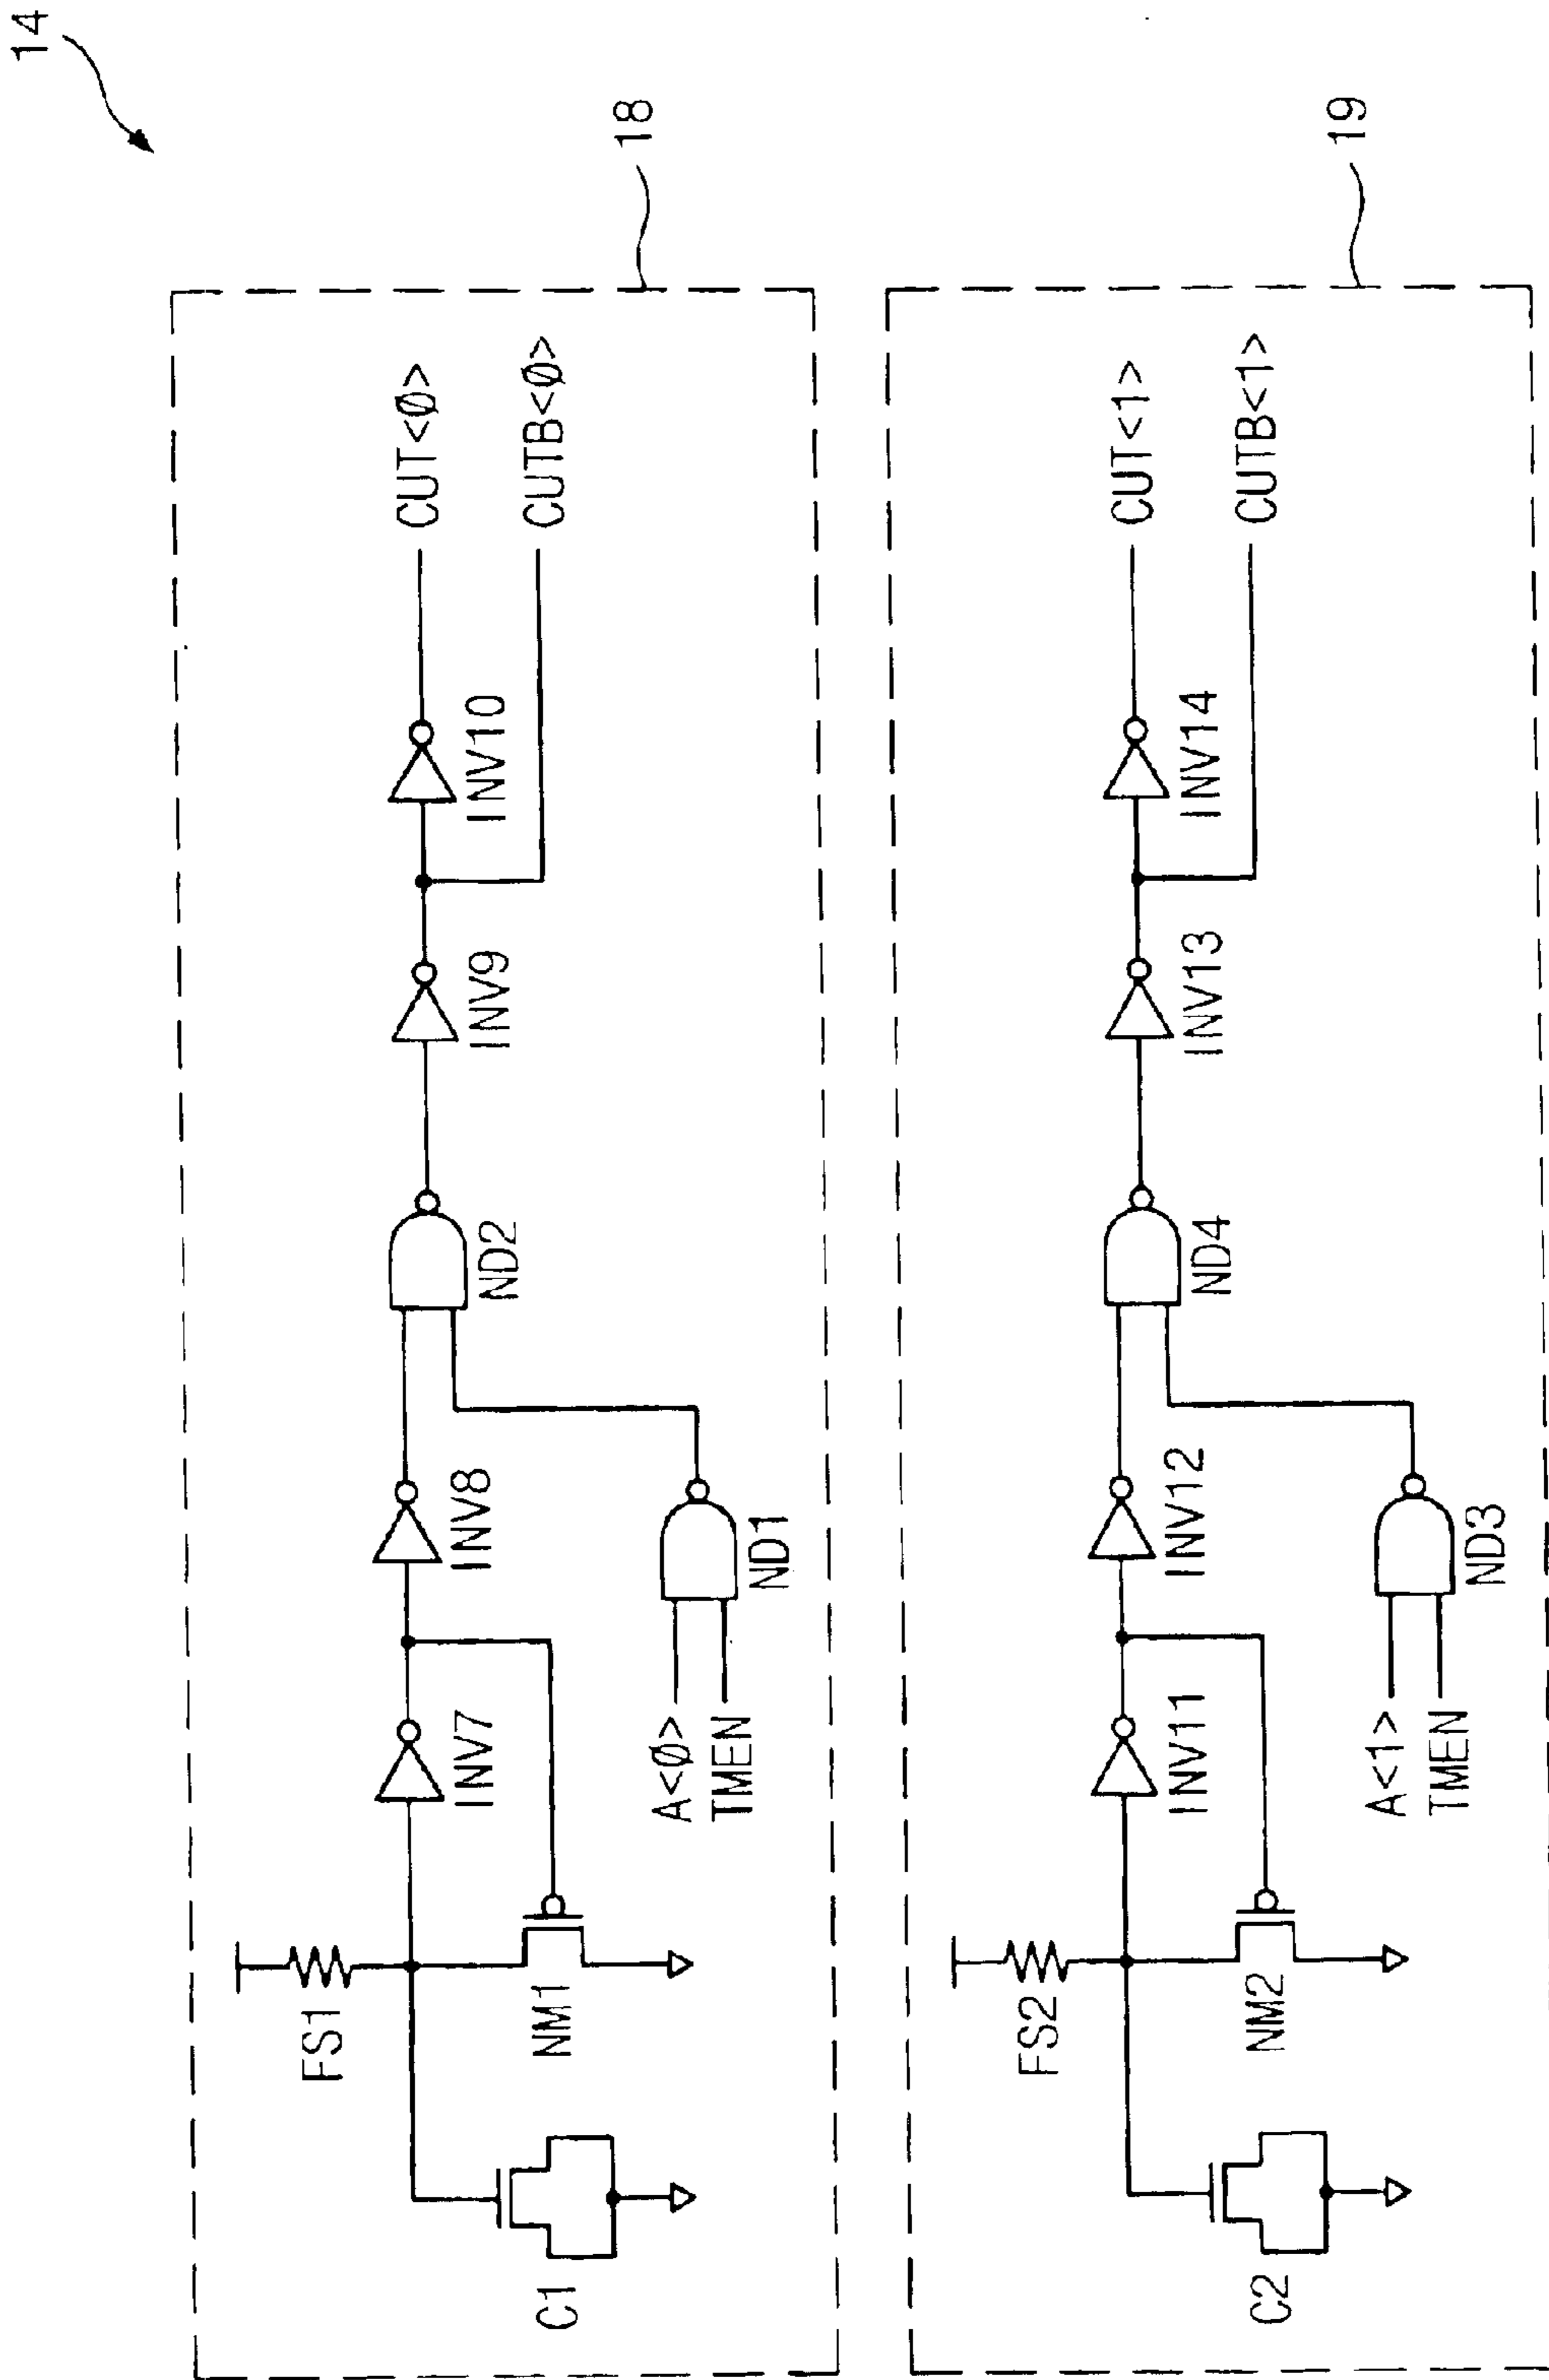 14
18
FS1
C1
NM1
INV7
INV8
A<Ø>
TMEN
ND1
ND2
INV9
INV10
CUT<Ø>
CUTB<Ø>
19
FS2
C2
NM2
INV11
INV12
A<1>
TMEN
ND3
ND4
INV13
INV14
CUT<1>
CUTB<1>